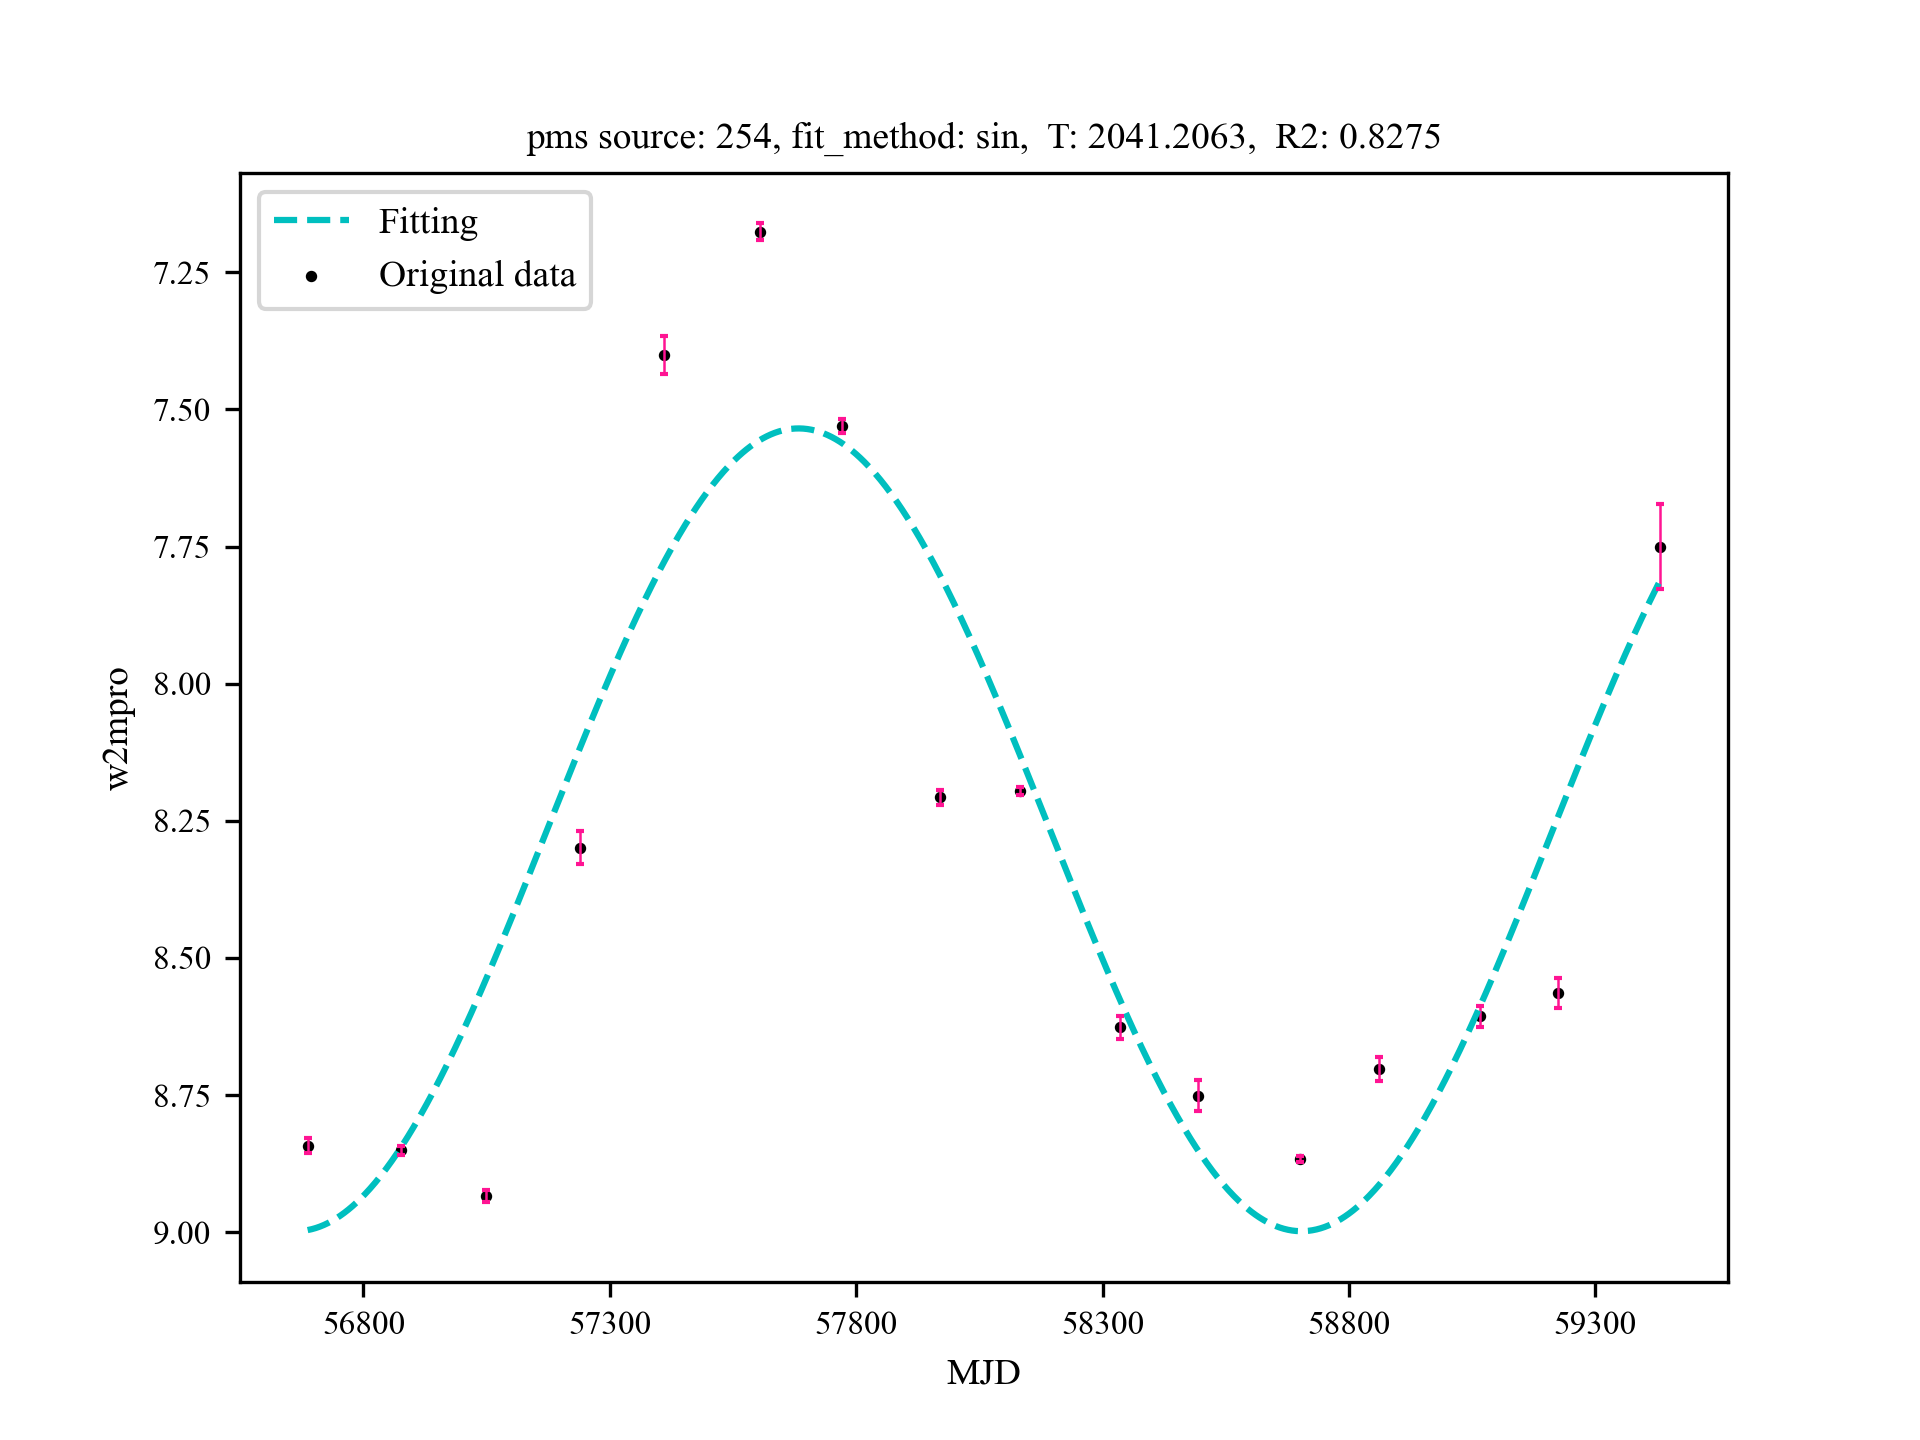 pms source: 254, fit_method: sin,  T: 2041.2063,  R2: 0.8275
Fitting
Original data
7.25
7.50
7.75
8.00
8.25
8.50
8.75
9.00
w2mpro
56800 57300 57800 58300 58800 59300
MJD